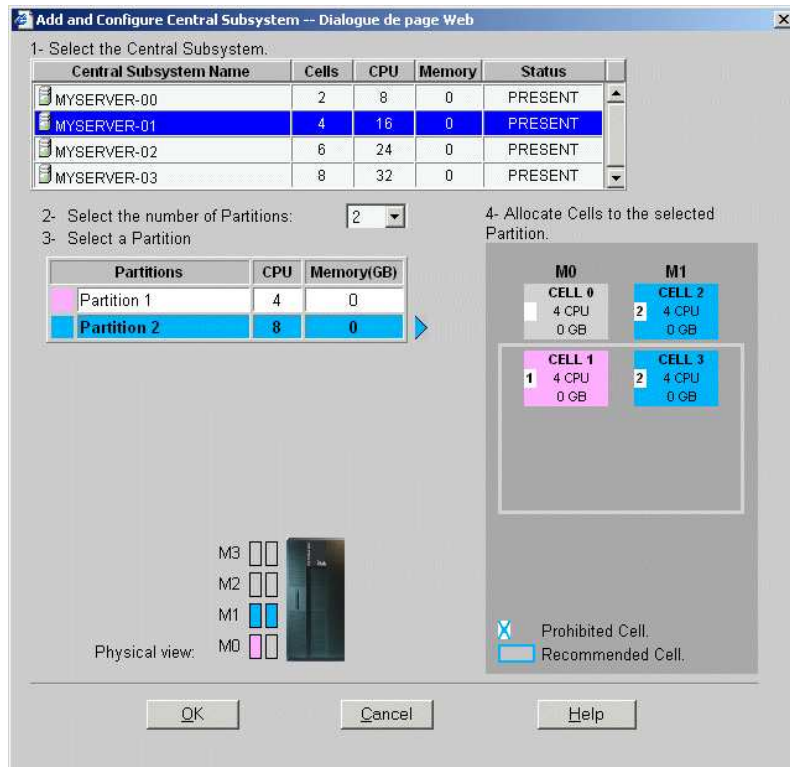 Add and Configure Central Subsystem -- Dialogue de page Web
1- Select the Central Subsystem.
Central Subsystem Name Cells CPU Memory Status
MYSERVER-00 2 8 0 PRESENT
MYSERVER-01 4 16 0 PRESENT
MYSERVER-02 6 24 0 PRESENT
MYSERVER-03 8 32 0 PRESENT
2- Select the number of Partitions: 2
3- Select a Partition
Partitions CPU Memory(GB)
Partition 1 4 0
Partition 2 8 0
4- Allocate Cells to the selected
Partition.
M0 M1
CELL 0 CELL 2
4 CPU 2 4 CPU
0 GB 0 GB
CELL 1 CELL 3
1 4 CPU 2 4 CPU
0 GB 0 GB
M3
M2
M1
Physical view: M0
Prohibited Cell.
Recommended Cell.
OK Cancel Help